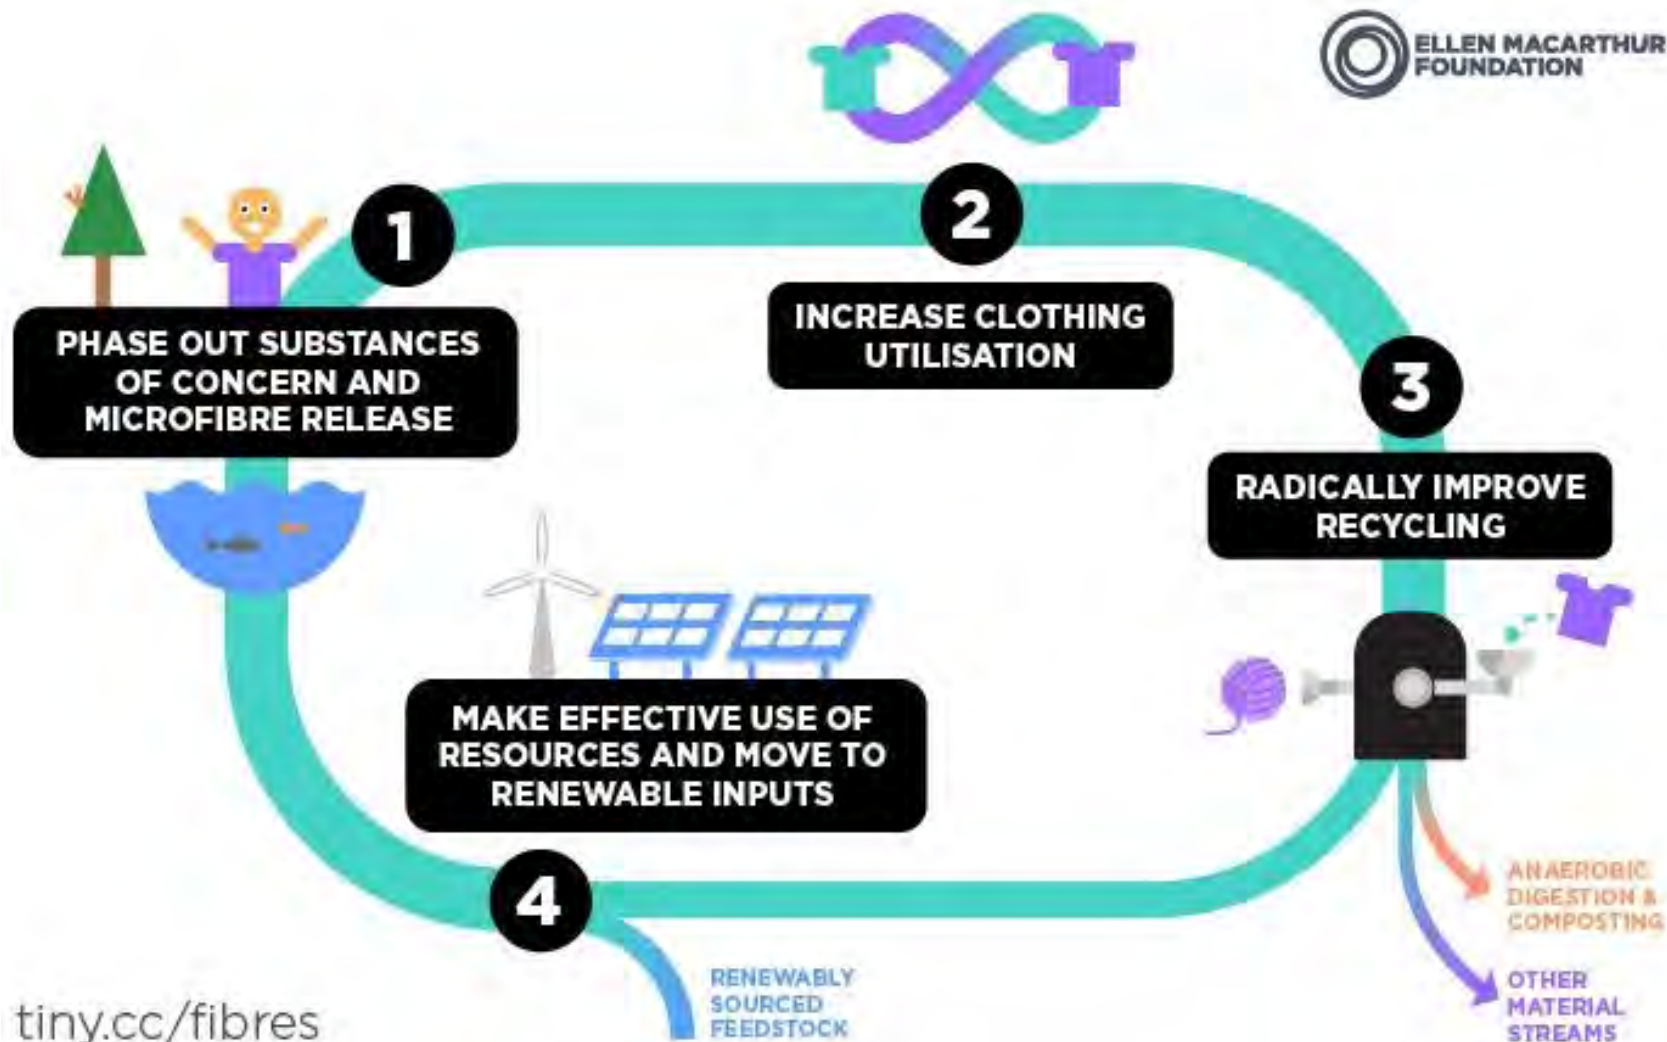 ELLEN MACARTHUR
FOUNDATION
1
PHASE OUT SUBSTANCES
OF CONCERN AND
MICROFIBRE RELEASE
2
INCREASE CLOTHING
UTILISATION
3
RADICALLY IMPROVE
RECYCLING
MAKE EFFECTIVE USE OF
RESOURCES AND MOVE TO
RENEWABLE INPUTS
4
ANAEROBIC
DIGESTION &
COMPOSTING
OTHER
MATERIAL
STREAMS
RENEWABLY
SOURCED
FEEDSTOCK
tiny.cc/fibres